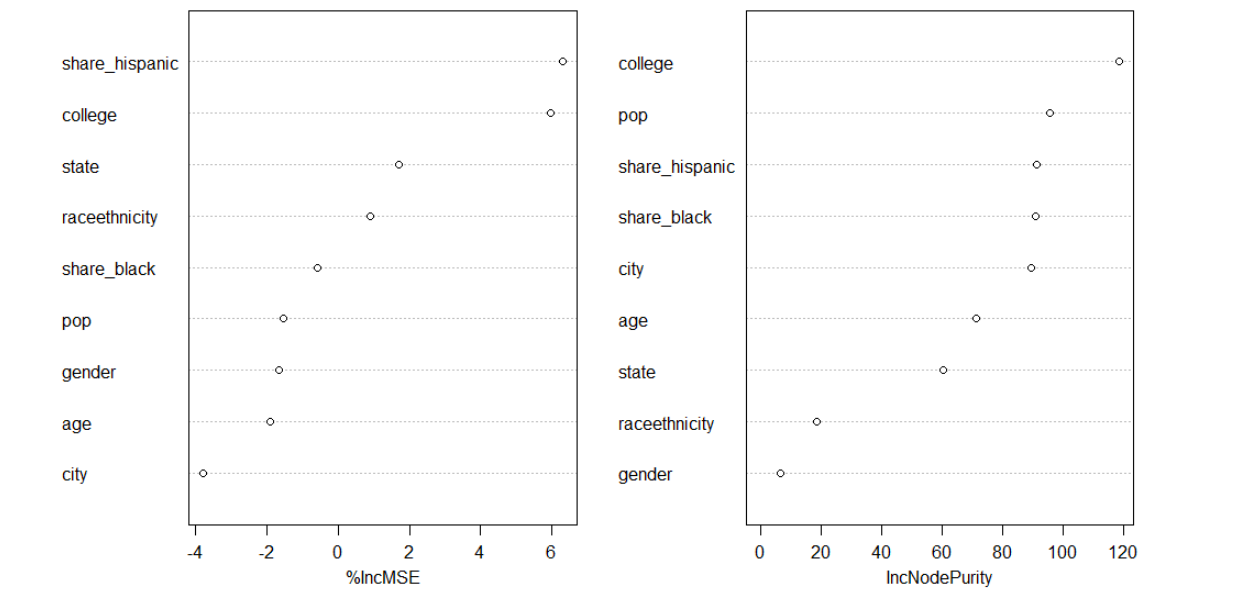 share_hispanic
college
state
raceethnicity
share_black
pop
gender
age
city
-4 -2 0 2 4 6
%IncMSE
college
pop
share_hispanic
share_black
city
age
state
raceethnicity
gender
0 20 40 60 80 100 120
IncNodePurity